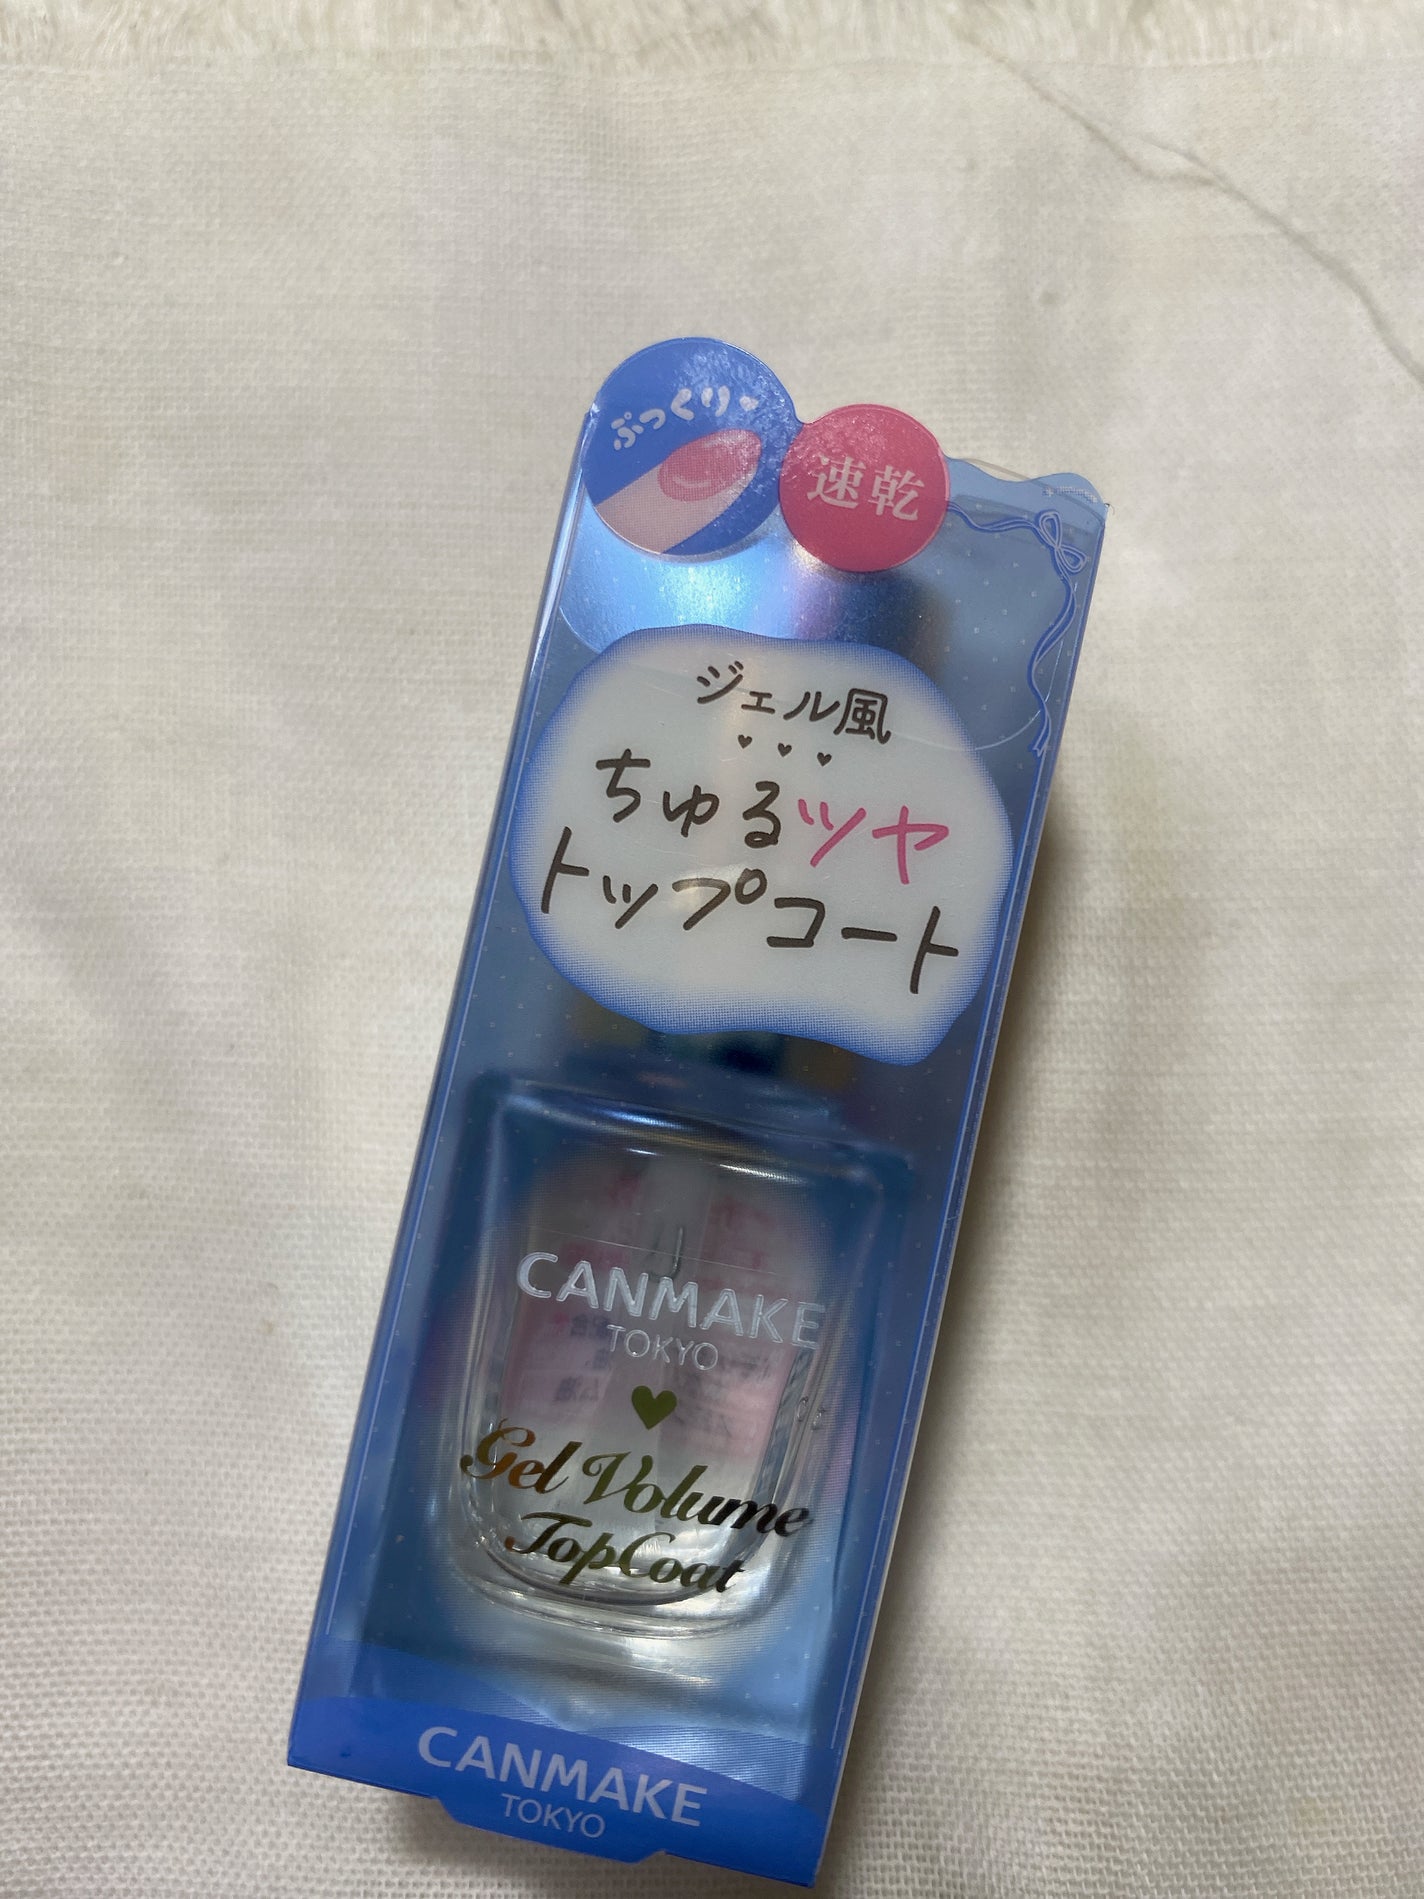 ぷっくり♥
速乾
ジェル風
♥ ♥ ♥
ちゅるツヤ
トップコート
CANMAKE
TOKYO
♥
Gel Volume
TopCoat
CANMAKE
TOKYO